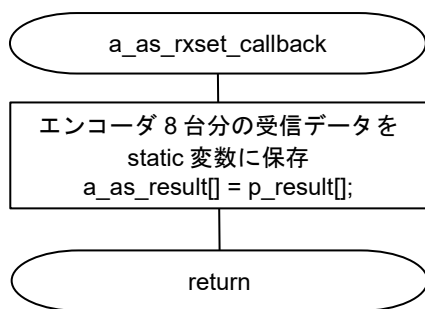 a_as_rxset_callback
エンコーダ 8 台分の受信データを
static 変数に保存
a_as_result[] = p_result[];
return